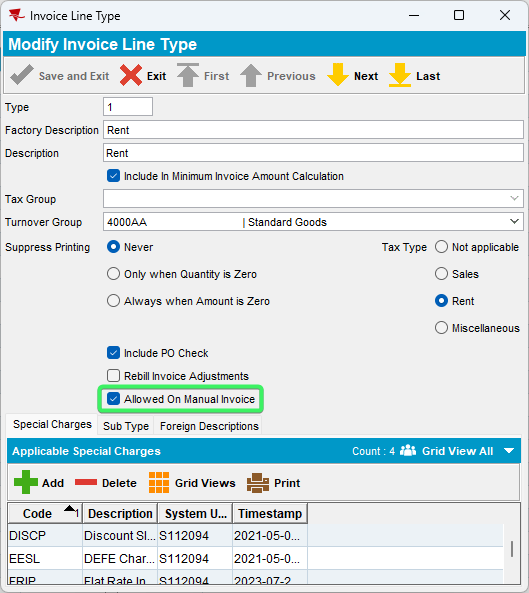 Invoice Line Type
Modify Invoice Line Type
Save and Exit Exit First Previous Next Last
Type 1
Factory Description Rent
Description Rent
Include In Minimum Invoice Amount Calculation
Tax Group
Turnover Group 4000AA | Standard Goods
Suppress Printing Never Tax Type Not applicable
Only when Quantity is Zero Sales
Always when Amount is Zero Rent
Miscellaneous
Include PO Check
Rebill Invoice Adjustments
Allowed On Manual Invoice
Special Charges Sub Type Foreign Descriptions
Applicable Special Charges Count : 4 Grid View All
Add Delete Grid Views Print
Code 1 Description System U... Timestamp
DISCP Discount Sl... S112094 2021-05-0...
EESL DEFE Char... S112094 2021-05-0...
FRIP Flat Rate In... S112094 2023-07-2...